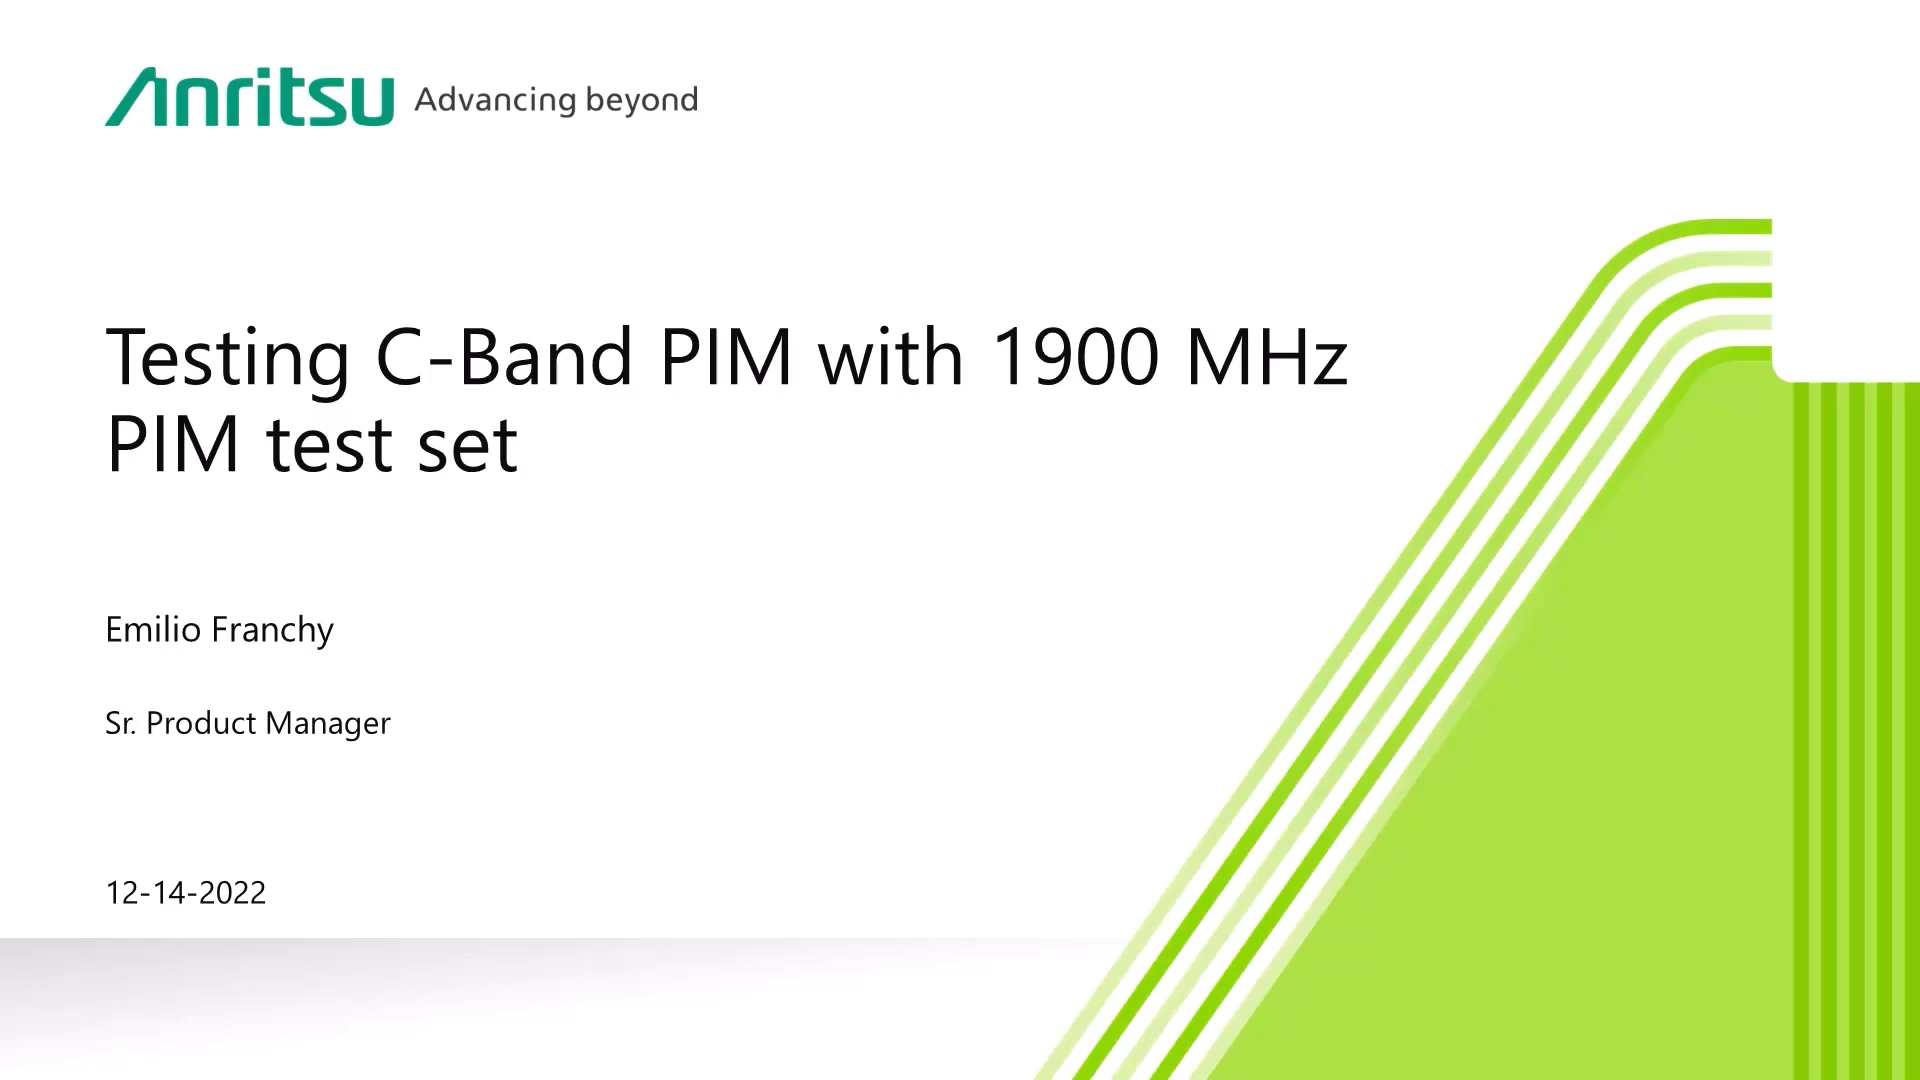 Anritsu Advancing beyond
Testing C-Band PIM with 1900 MHz
PIM test set
Emilio Franchy
Sr. Product Manager
12-14-2022